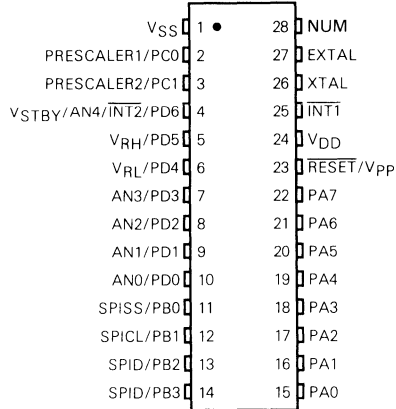 VSS 1 28 NUM
PRESCALER1/PC0 2 27 EXTAL
PRESCALER2/PC1 3 26 XTAL
VSTBY/AN4/INT2/PD6 4 25 INT1
VRH/PD5 5 24 VDD
VRL/PD4 6 23 RESET/VPP
AN3/PD3 7 22 PA7
AN2/PD2 8 21 PA6
AN1/PD1 9 20 PA5
AN0/PD0 10 19 PA4
SPISS/PB0 11 18 PA3
SPICL/PB1 12 17 PA2
SPID/PB2 13 16 PA1
SPID/PB3 14 15 PA0